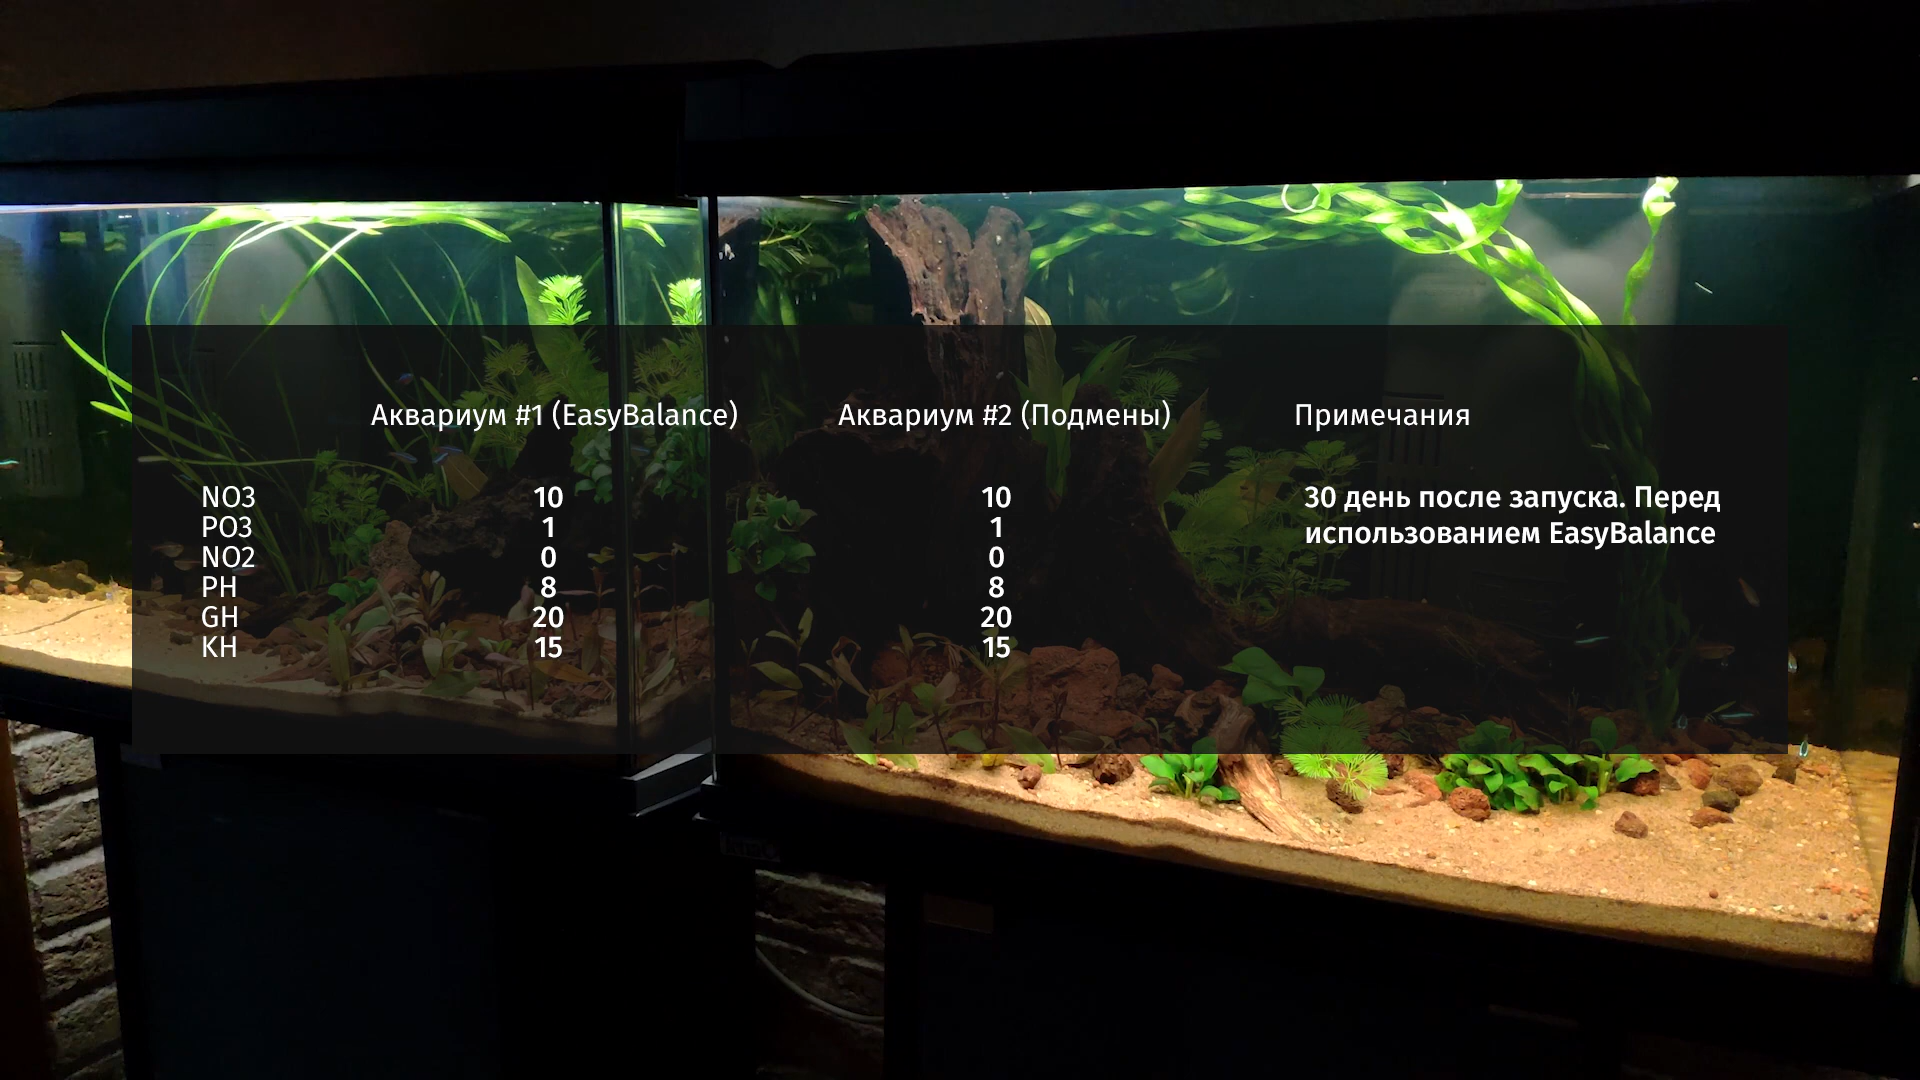 Аквариум #1 (EasyBalance) Аквариум #2 (Подмены) Примечания
NO3 10 10 30 день после запуска. Перед
использованием EasyBalance
PO3 1 1
NO2 0 0
PH 8 8
GH 20 20
KH 15 15